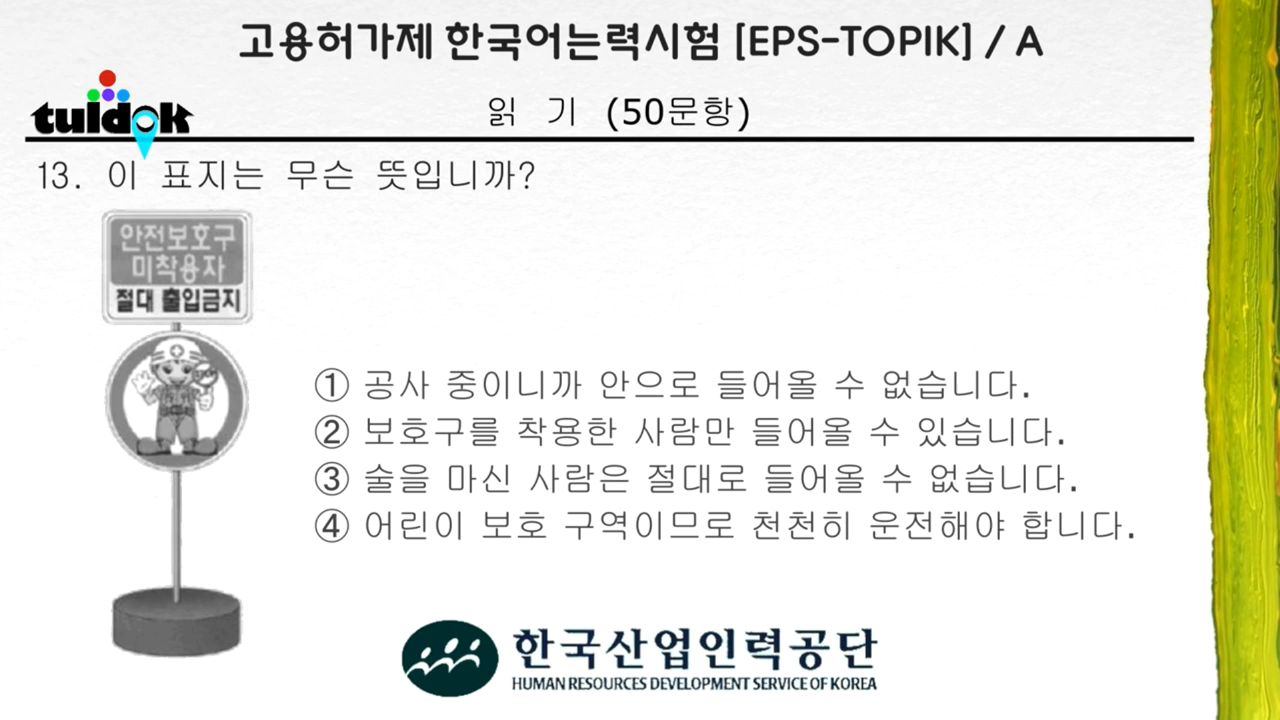 고용허가제 한국어능력시험 [EPS-TOPIK] / A
tuidok
읽 기 (50문항)
13. 이 표지는 무슨 뜻입니까?
안전보호구
미착용자
절대 출입금지
① 공사 중이니까 안으로 들어올 수 없습니다.
② 보호구를 착용한 사람만 들어올 수 있습니다.
③ 술을 마신 사람은 절대로 들어올 수 없습니다.
④ 어린이 보호 구역이므로 천천히 운전해야 합니다.
한국산업인력공단
HUMAN RESOURCES DEVELOPMENT SERVICE OF KOREA